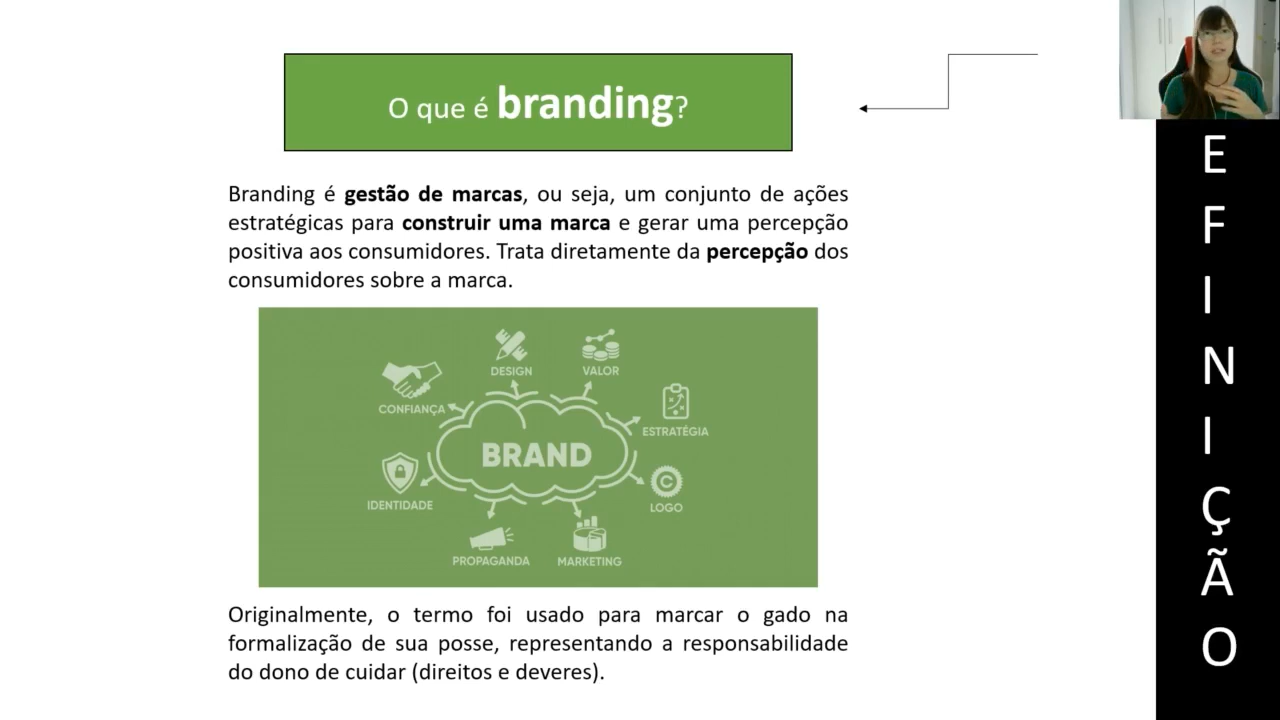 O que é branding?
Branding é gestão de marcas, ou seja, um conjunto de ações
estratégicas para construir uma marca e gerar uma percepção
positiva aos consumidores. Trata diretamente da percepção dos
consumidores sobre a marca.
DESIGN
VALOR
CONFIANÇA
ESTRATÉGIA
BRAND
IDENTIDADE
C
LOGO
PROPAGANDA
MARKETING
Originalmente, o termo foi usado para marcar o gado na
formalização de sua posse, representando a responsabilidade
do dono de cuidar (direitos e deveres).
E
F
I
N
I
Ç
Ã
O